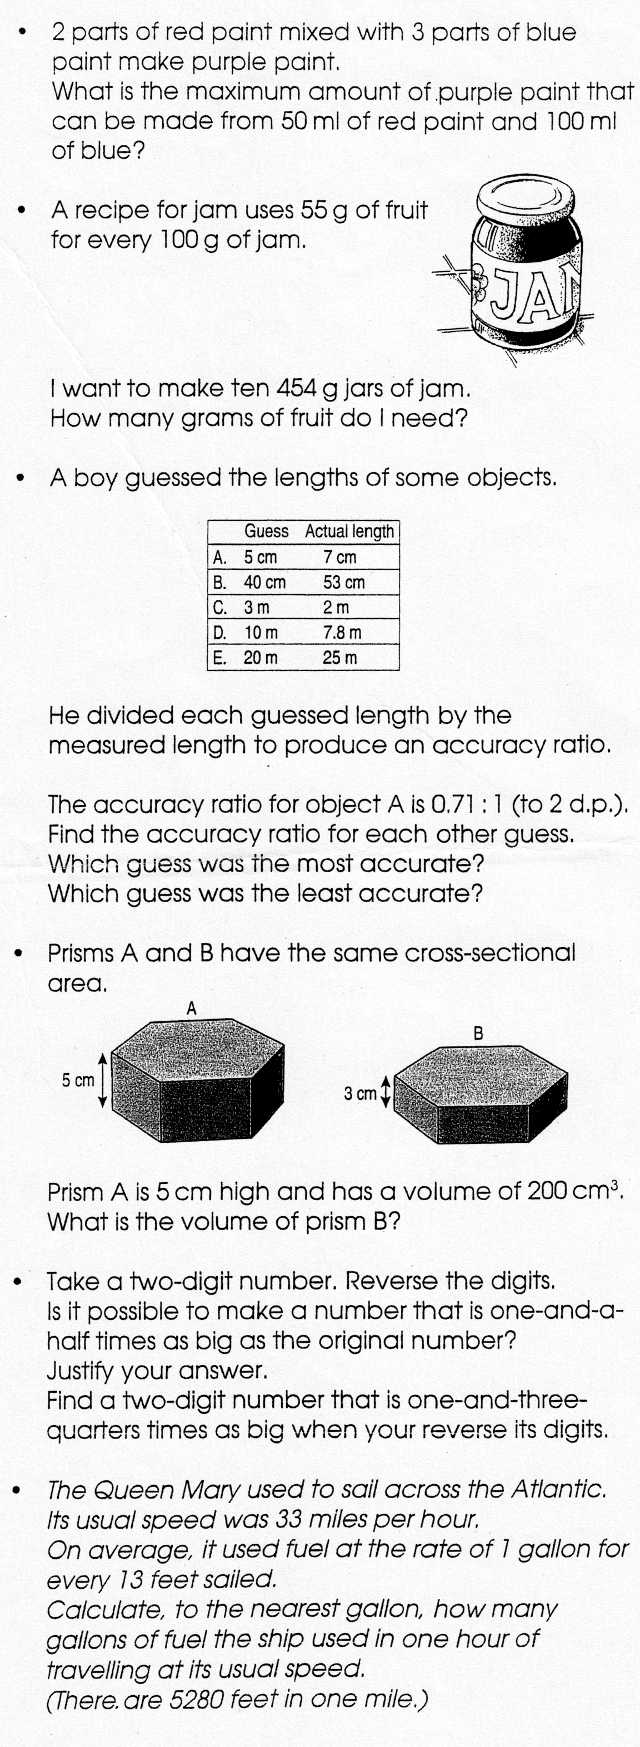 • 2 parts of red paint mixed with 3 parts of blue
paint make purple paint.
What is the maximum amount of purple paint that
can be made from 50 ml of red paint and 100 ml
of blue?
• A recipe for jam uses 55 g of fruit
for every 100 g of jam.
JAM
I want to make ten 454 g jars of jam.
How many grams of fruit do I need?
• A boy guessed the lengths of some objects.
Guess Actual length
A. 5 cm 7 cm
B. 40 cm 53 cm
C. 3 m 2 m
D. 10 m 7.8 m
E. 20 m 25 m
He divided each guessed length by the
measured length to produce an accuracy ratio.
The accuracy ratio for object A is 0.71 : 1 (to 2 d.p.).
Find the accuracy ratio for each other guess.
Which guess was the most accurate?
Which guess was the least accurate?
• Prisms A and B have the same cross-sectional
area.
A
B
5 cm
3 cm
Prism A is 5 cm high and has a volume of 200 cm³.
What is the volume of prism B?
• Take a two-digit number. Reverse the digits.
Is it possible to make a number that is one-and-a-
half times as big as the original number?
Justify your answer.
Find a two-digit number that is one-and-three-
quarters times as big when your reverse its digits.
• The Queen Mary used to sail across the Atlantic.
Its usual speed was 33 miles per hour.
On average, it used fuel at the rate of 1 gallon for
every 13 feet sailed.
Calculate, to the nearest gallon, how many
gallons of fuel the ship used in one hour of
travelling at its usual speed.
(There are 5280 feet in one mile.)